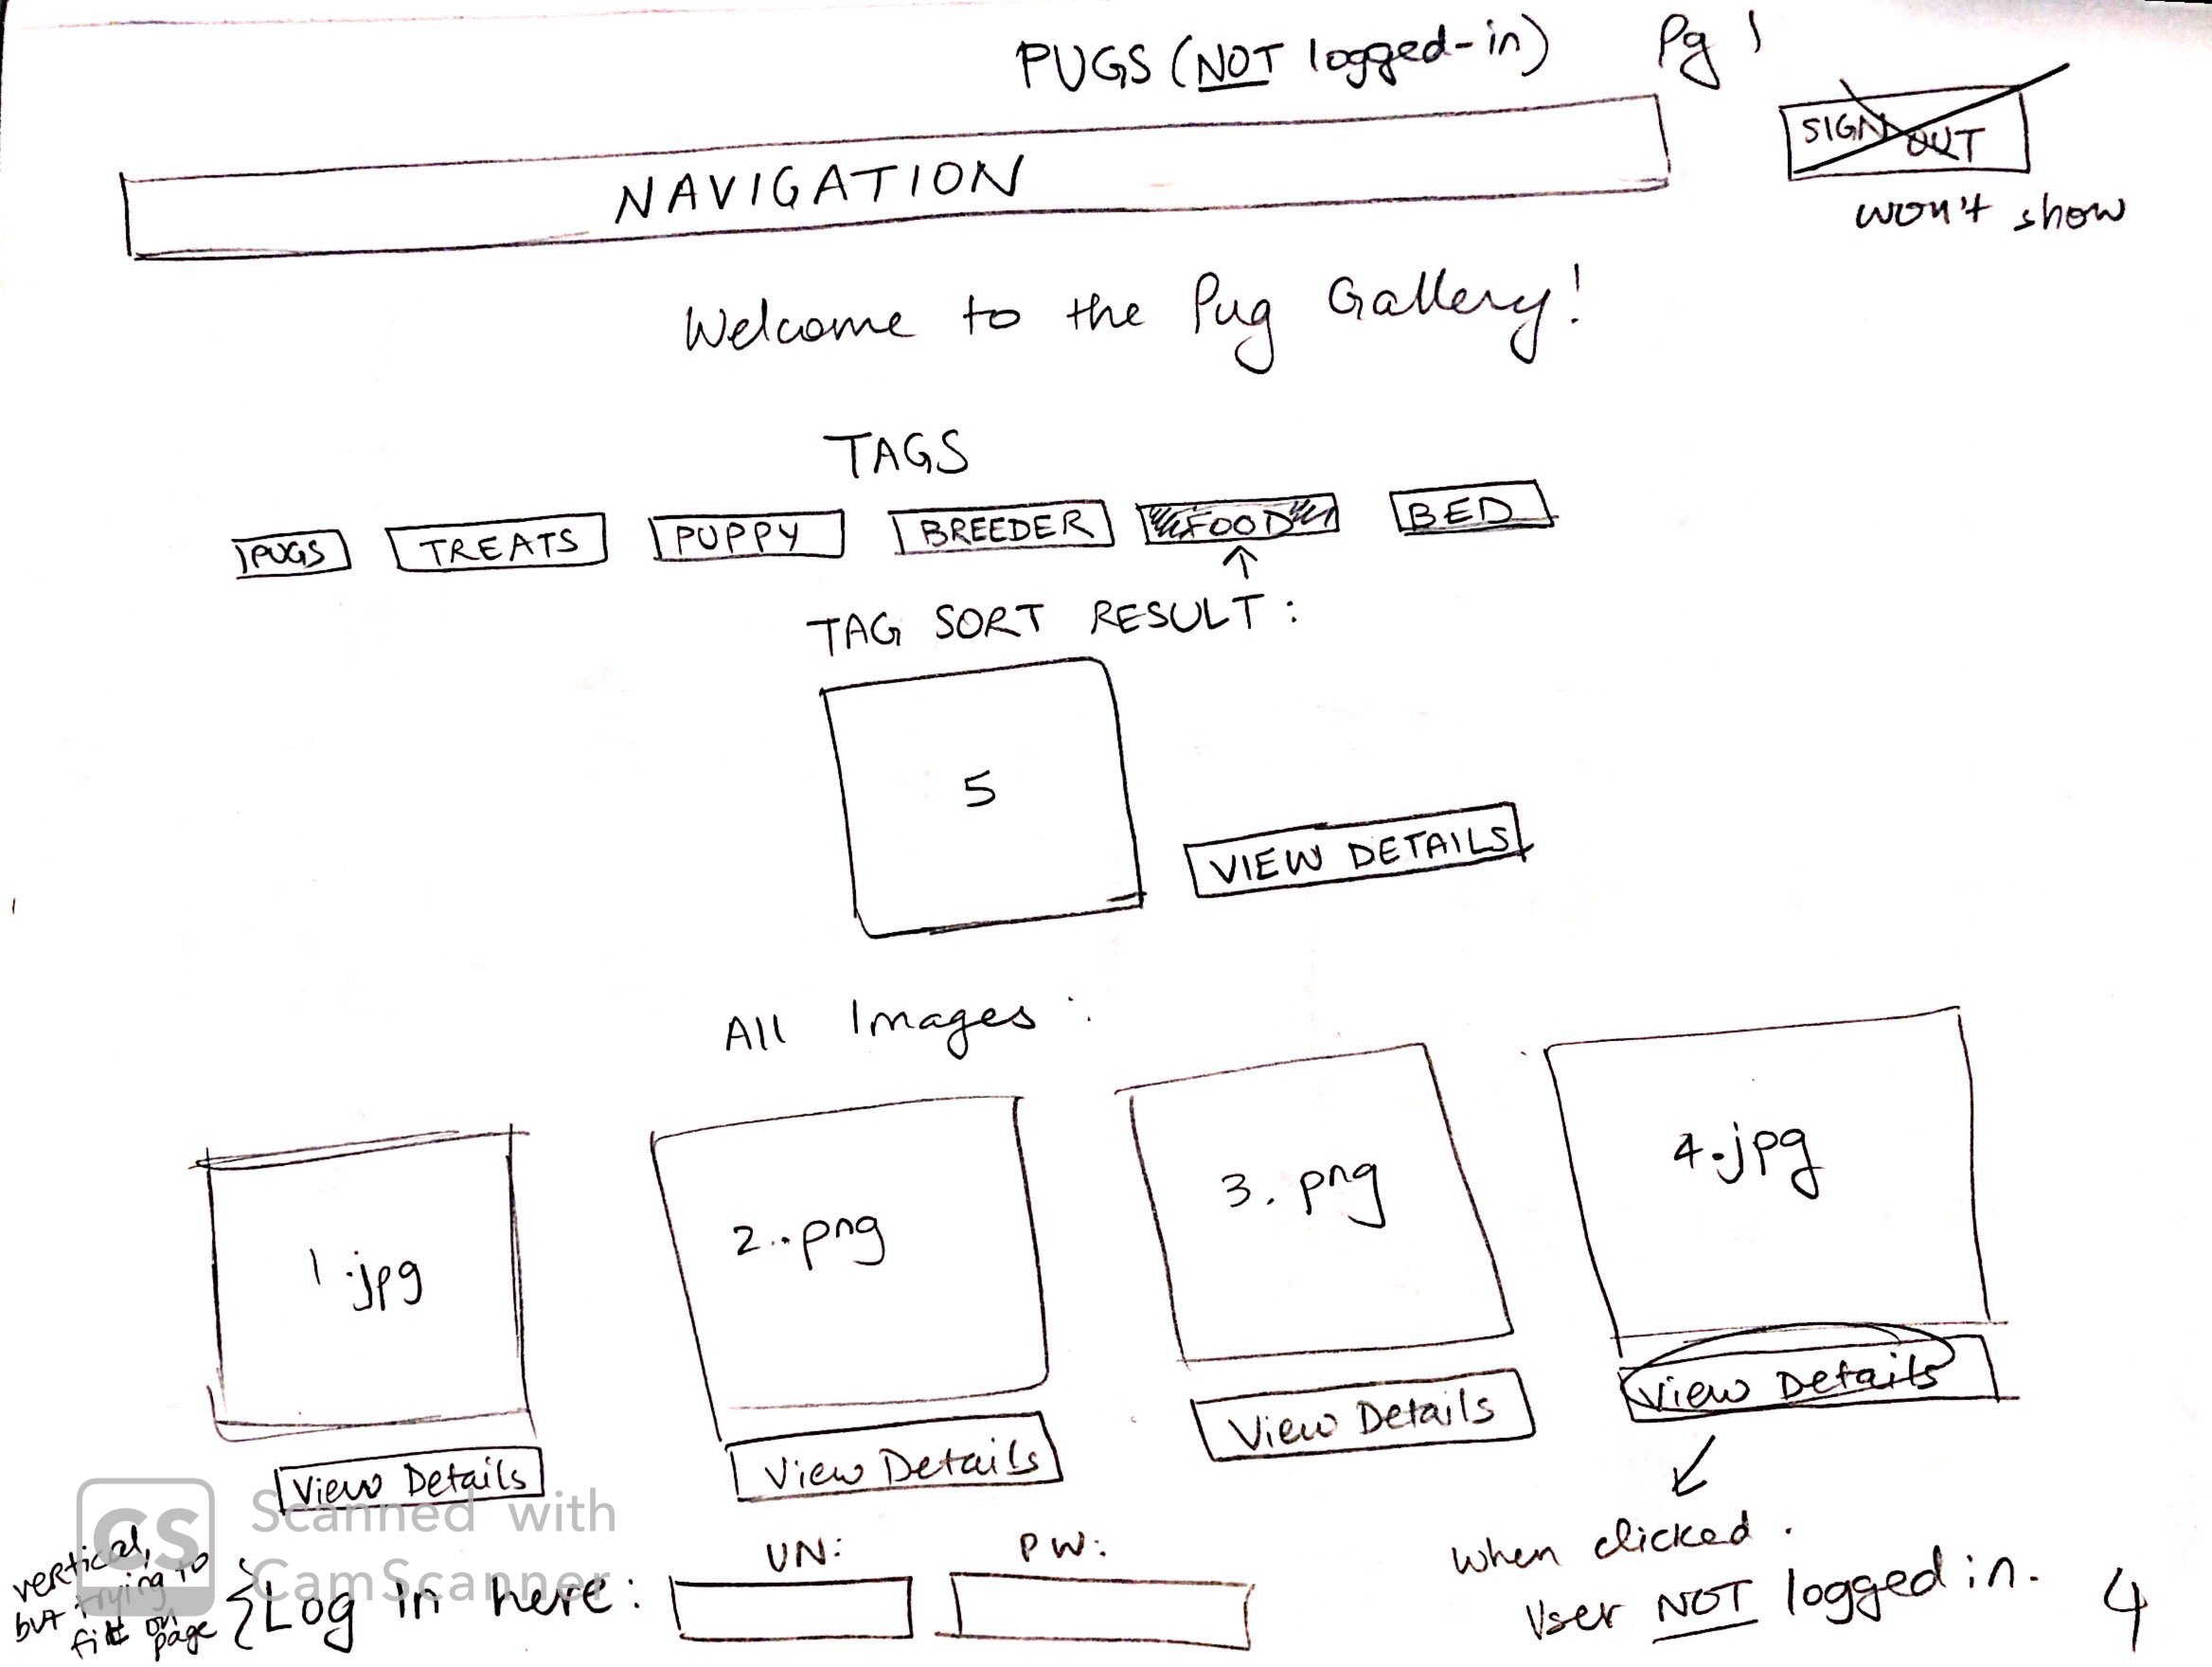 PUGS (NOT logged-in) Pg 1
NAVIGATION
SIGN OUT
won't show
Welcome to the Pug Gallery!
TAGS
PUGS TREATS PUPPY BREEDER FOOD BED
TAG SORT RESULT:
5
VIEW DETAILS
All Images:
1.jpg
2..png
3.png
4.jpg
View Details
View Details
View Details
View Details
when clicked.
User NOT logged in.
CS Scanned with
CamScanner
vertical,
but trying to
fit on
page
Log in here:
UN: PW:
4